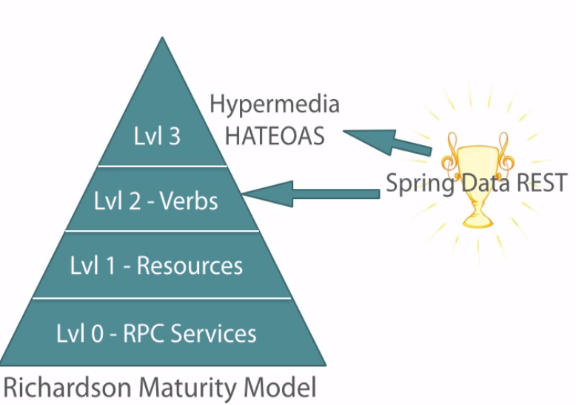 Hypermedia
HATEOAS
Lvl 3
Spring Data REST
Lvl 2 - Verbs
Lvl 1 - Resources
Lvl 0 - RPC Services
Richardson Maturity Model